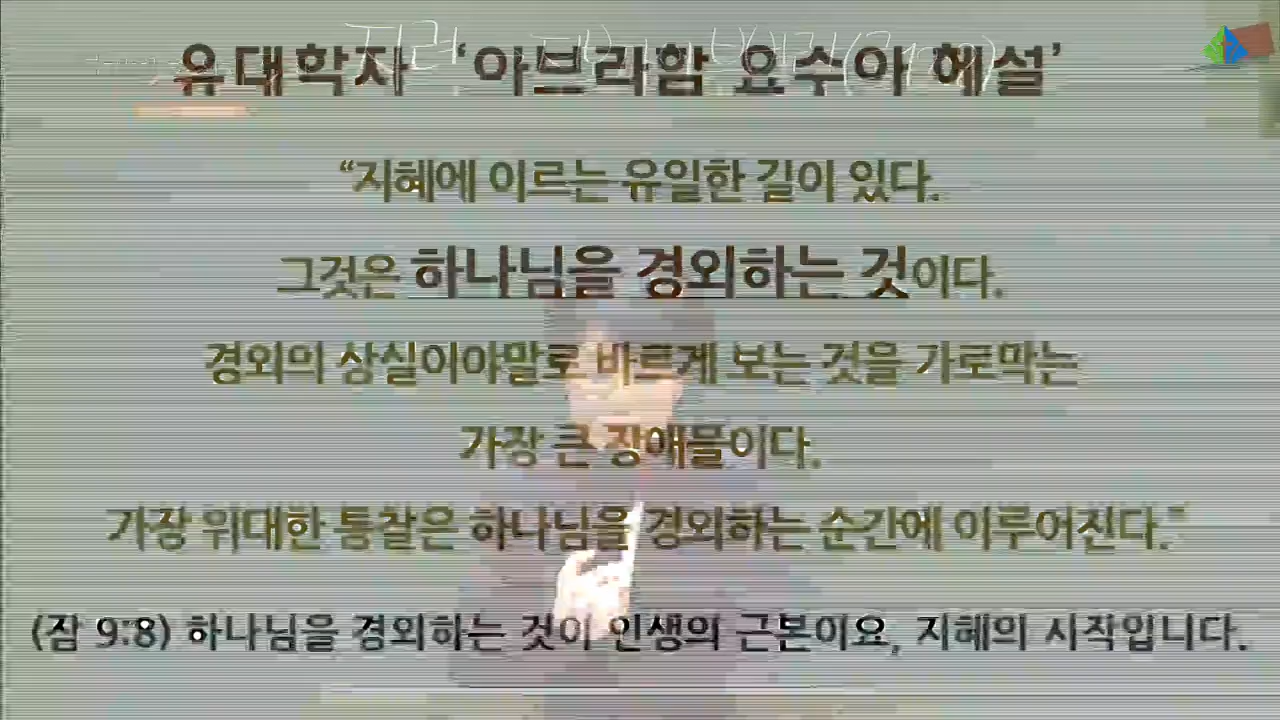 유대학자 ‘아브라함 요수아 헤설’
“지혜에 이르는 유일한 길이 있다.
그것은 하나님을 경외하는 것이다.
경외의 상실이야말로 바르게 보는 것을 가로막는
가장 큰 장애물이다.
가장 위대한 통찰은 하나님을 경외하는 순간에 이루어진다.”
(잠 9:8) 하나님을 경외하는 것이 인생의 근본이요, 지혜의 시작입니다.